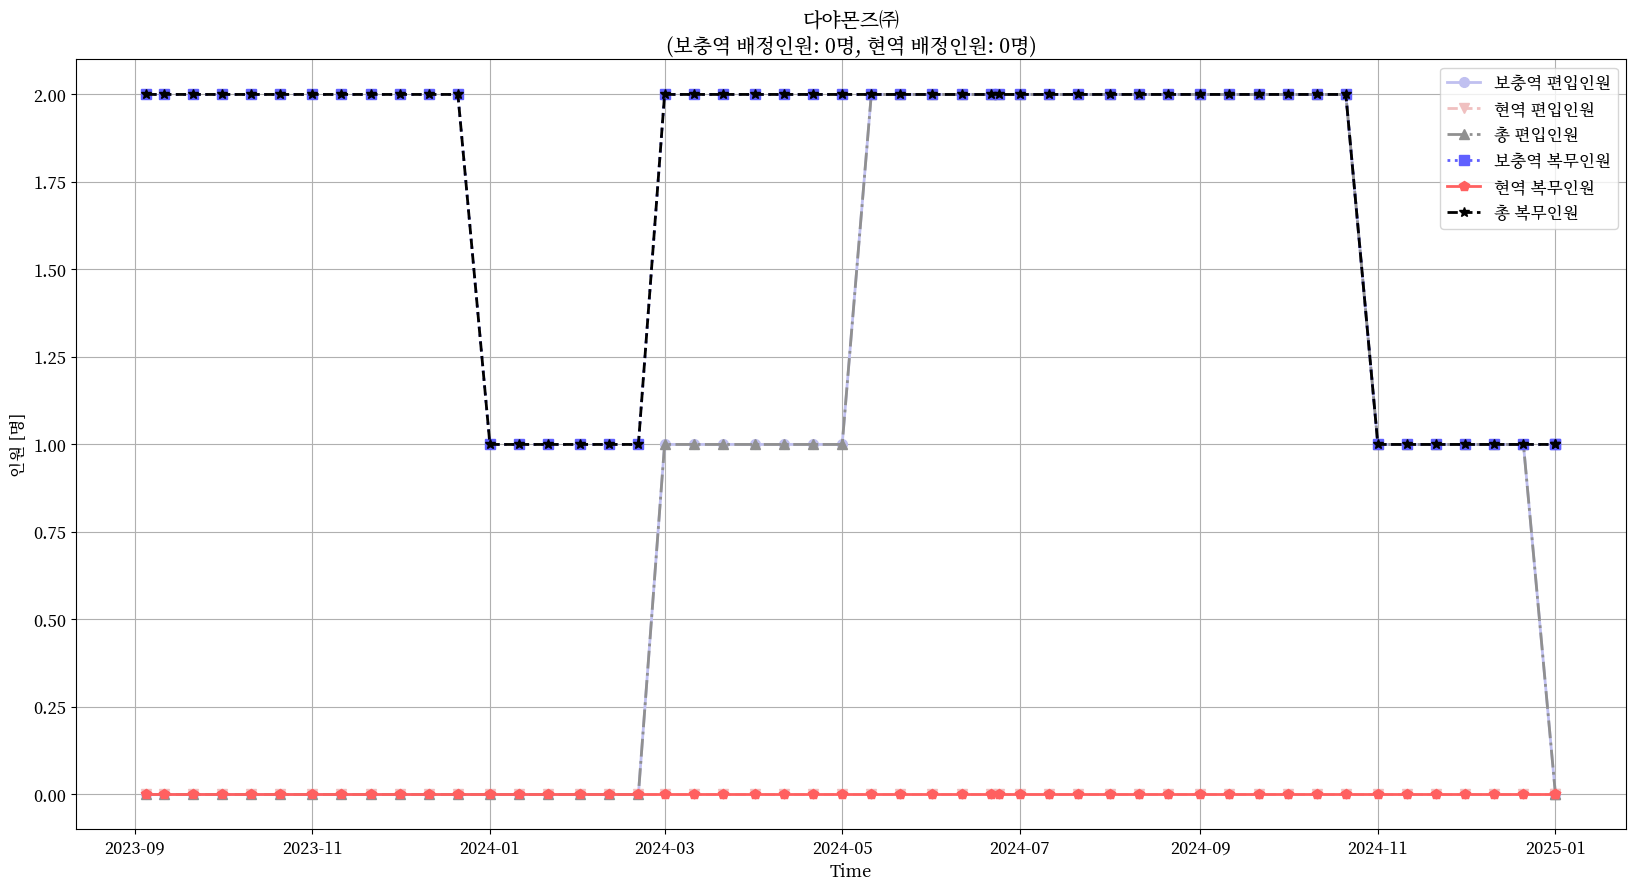 다야몬즈㈜
(보충역 배정인원: 0명, 현역 배정인원: 0명)
보충역 편입인원
현역 편입인원
총 편입인원
보충역 복무인원
현역 복무인원
총 복무인원
인원 [명]
2.00
1.75
1.50
1.25
1.00
0.75
0.50
0.25
0.00
2023-09
2023-11
2024-01
2024-03
2024-05
2024-07
2024-09
2024-11
2025-01
Time